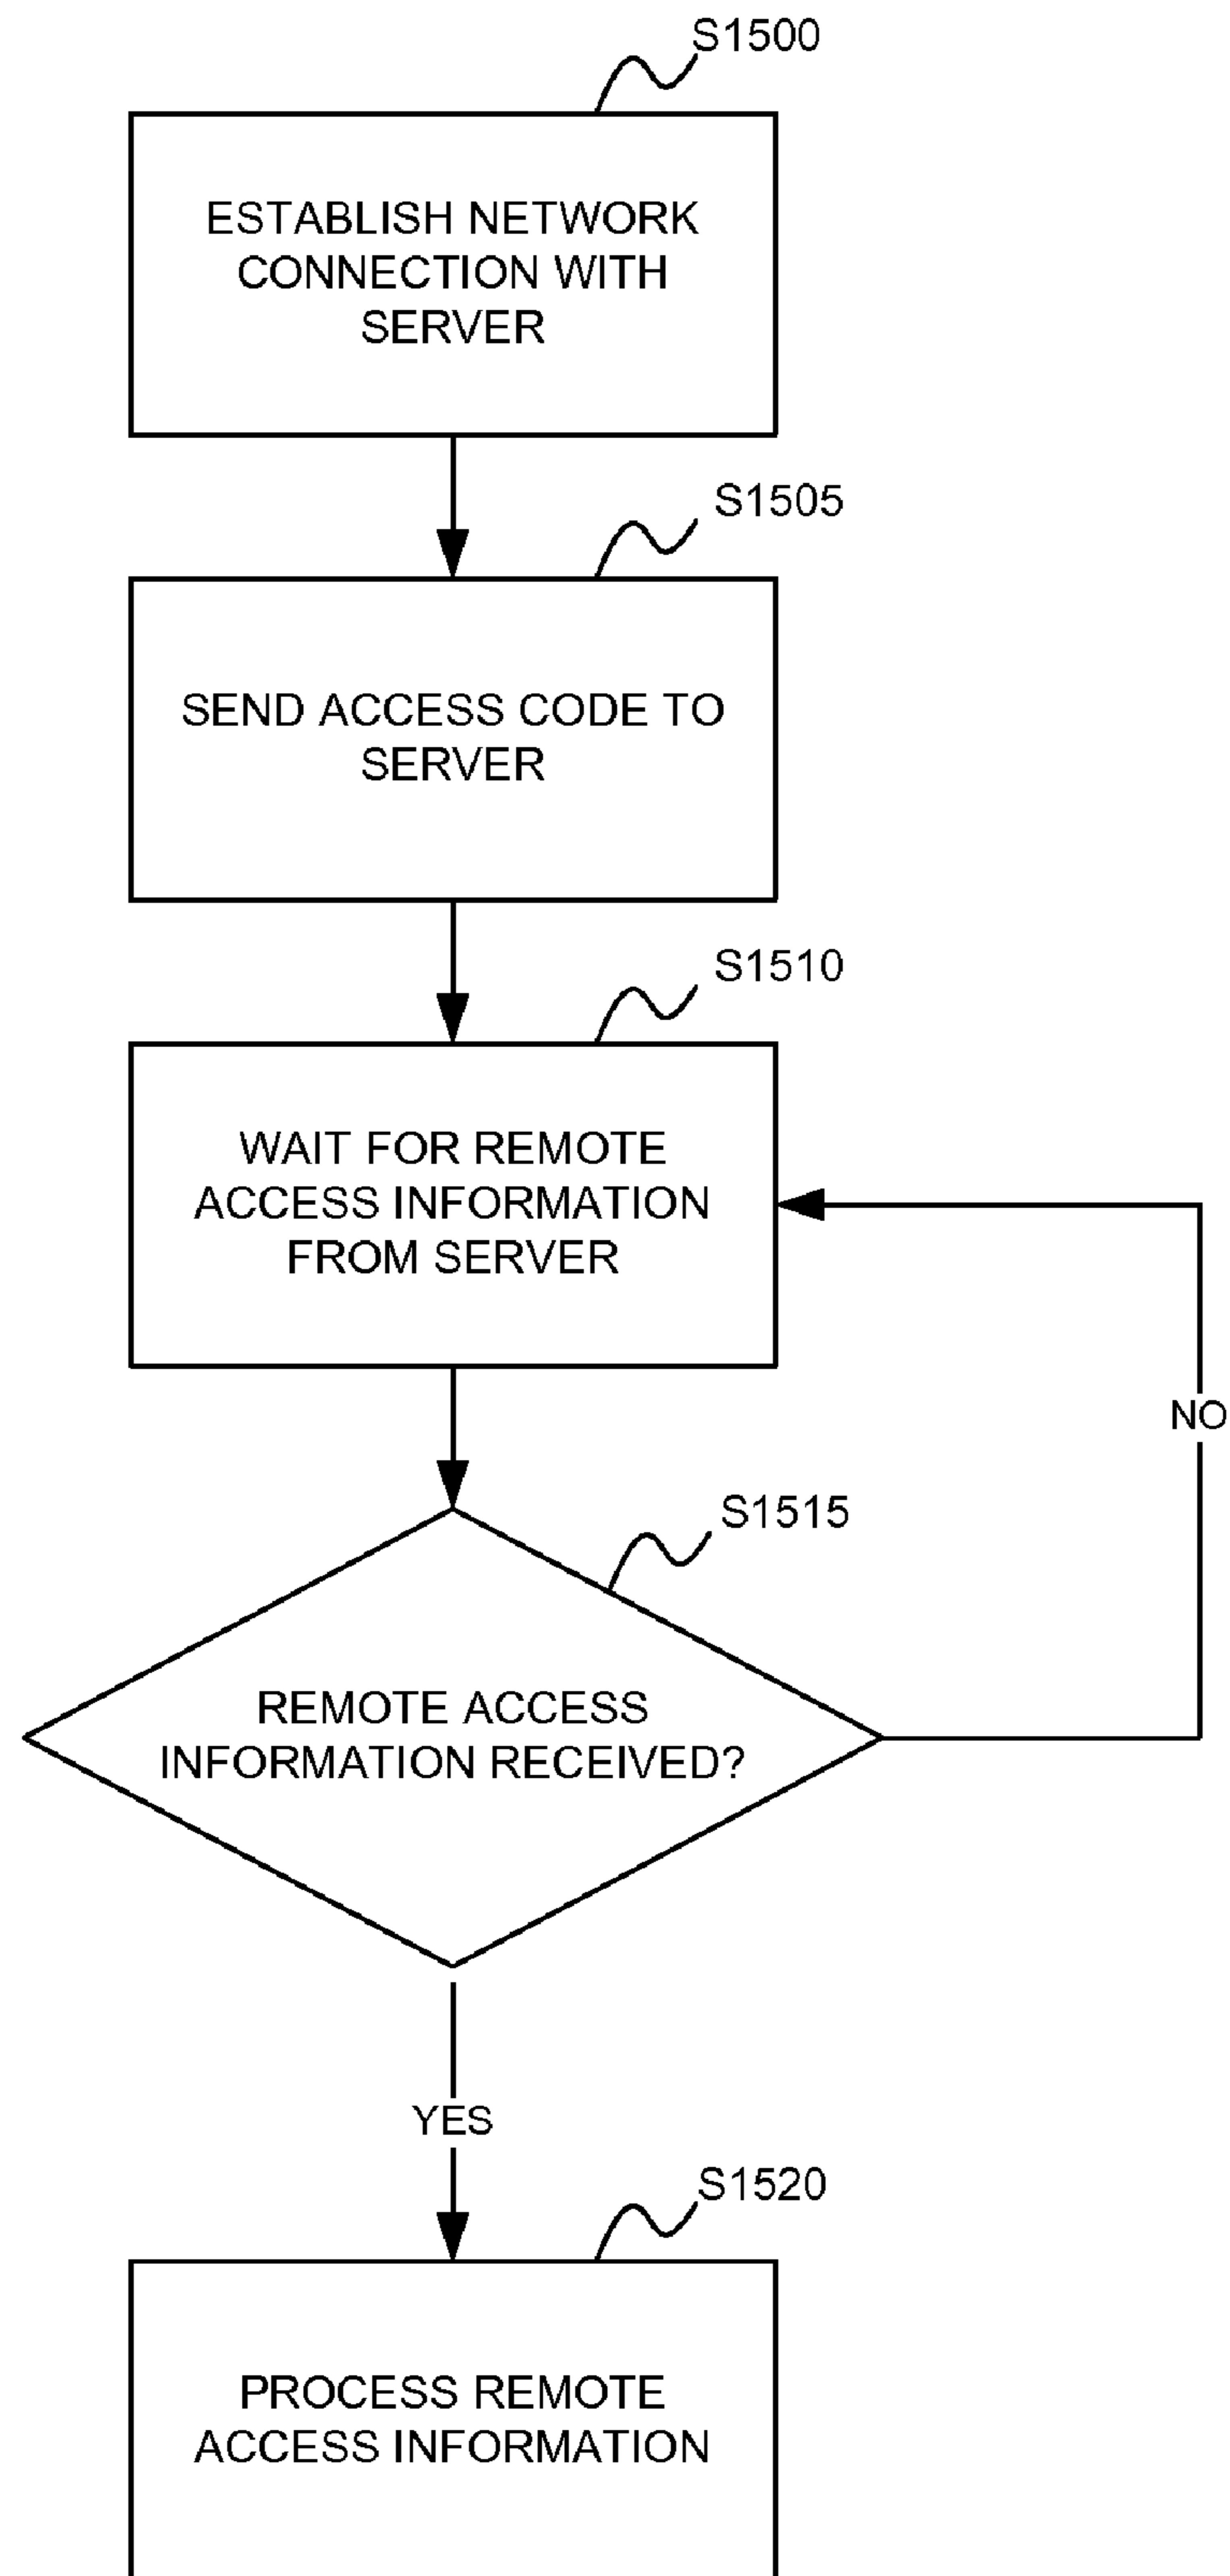 S1500
ESTABLISH NETWORK
CONNECTION WITH
SERVER
S1505
SEND ACCESS CODE TO
SERVER
S1510
WAIT FOR REMOTE
ACCESS INFORMATION
FROM SERVER
NO
S1515
REMOTE ACCESS
INFORMATION RECEIVED?
YES
S1520
PROCESS REMOTE
ACCESS INFORMATION